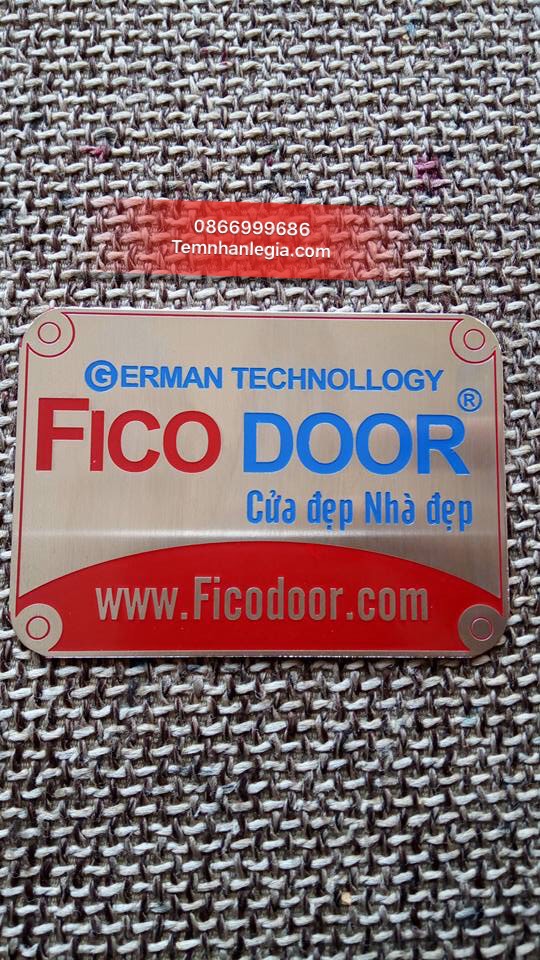 0866999686
Temnhanlegia.com
GERMAN TECHNOLLOGY
FICO DOOR®
Cửa đẹp Nhà đẹp
www.Ficodoor.com